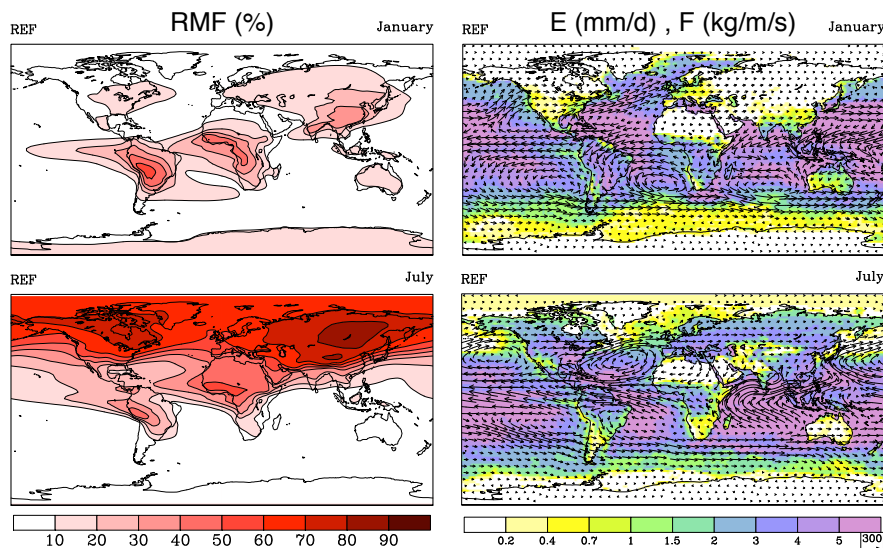 RMF (%)
E (mm/d) , F (kg/m/s)
REF
January
REF
January
REF
July
REF
July
10 20 30 40 50 60 70 80 90
0.2 0.4 0.7 1 1.5 2 3 4 5
300